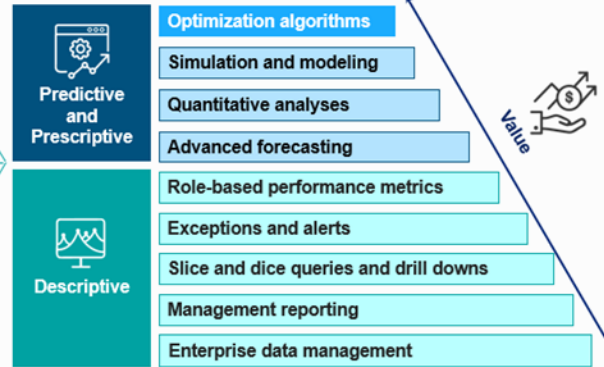 Optimization algorithms
Simulation and modeling
Predictive
and
Prescriptive
Quantitative analyses
Advanced forecasting
Value
$
Role-based performance metrics
Exceptions and alerts
Descriptive
Slice and dice queries and drill downs
Management reporting
Enterprise data management